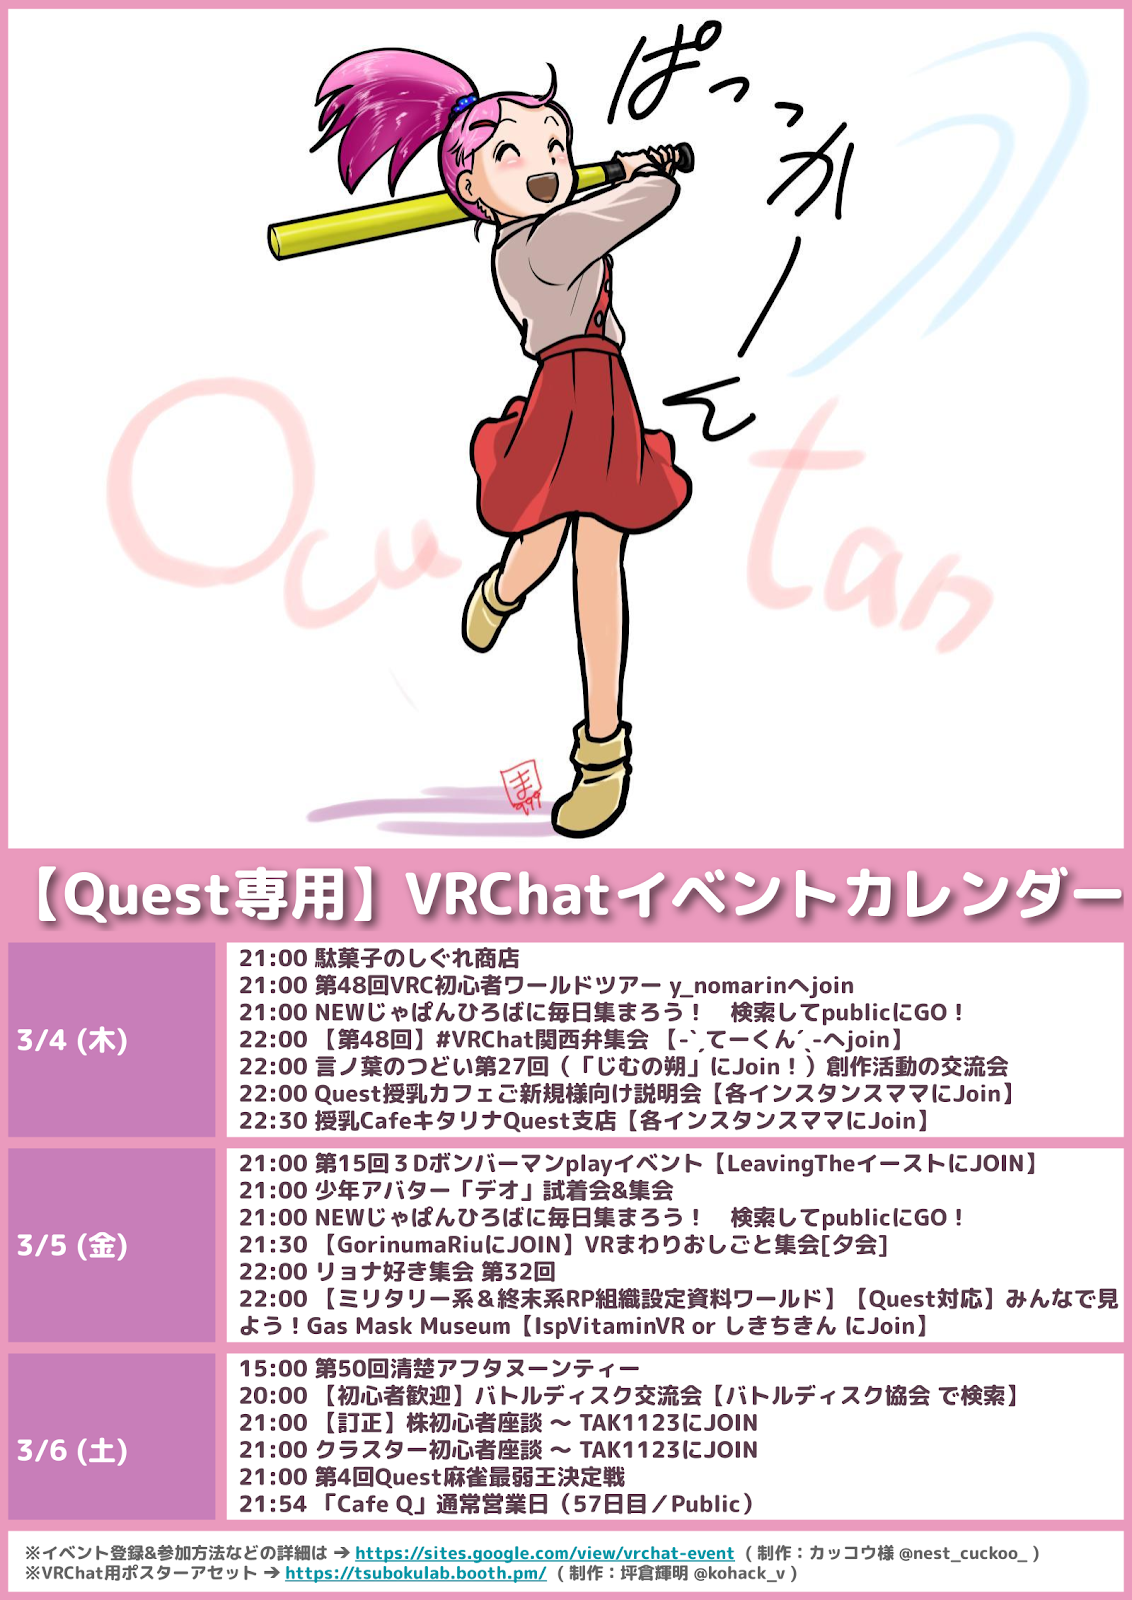 ぱっっかーん
Ocu tan
ま
999
【Quest専用】VRChatイベントカレンダー
3/4 (木)
21:00 駄菓子のしぐれ商店
21:00 第48回VRC初心者ワールドツアー y_nomarinへjoin
21:00 NEWじゃぱんひろばに毎日集まろう！　検索してpublicにGO！
22:00 【第48回】#VRChat関西弁集会 【-`ˏてーくん´ˎ-へjoin】
22:00 言ノ葉のつどい第27回（「じむの朔」にJoin！）創作活動の交流会
22:00 Quest授乳カフェご新規様向け説明会【各インスタンスママにJoin】
22:30 授乳CafeキタリナQuest支店【各インスタンスママにJoin】
3/5 (金)
21:00 第15回３Dボンバーマンplayイベント【LeavingTheイーストにJOIN】
21:00 少年アバター「デオ」試着会&集会
21:00 NEWじゃぱんひろばに毎日集まろう！　検索してpublicにGO！
21:30 【GorinumaRiuにJOIN】VRまわりおしごと集会[夕会]
22:00 リョナ好き集会 第32回
22:00 【ミリタリー系＆終末系RP組織設定資料ワールド】【Quest対応】みんなで見
よう！Gas Mask Museum【IspVitaminVR or しきちきん にJoin】
3/6 (土)
15:00 第50回清楚アフタヌーンティー
20:00 【初心者歓迎】バトルディスク交流会【バトルディスク協会 で検索】
21:00 【訂正】株初心者座談 〜 TAK1123にJOIN
21:00 クラスター初心者座談 〜 TAK1123にJOIN
21:00 第4回Quest麻雀最弱王決定戦
21:54 「Cafe Q」通常営業日（57日目／Public）
※イベント登録&参加方法などの詳細は → https://sites.google.com/view/vrchat-event （ 制作：カッコウ様 @nest_cuckoo_ ）
※VRChat用ポスターアセット → https://tsubokulab.booth.pm/ （ 制作：坪倉輝明 @kohack_v ）